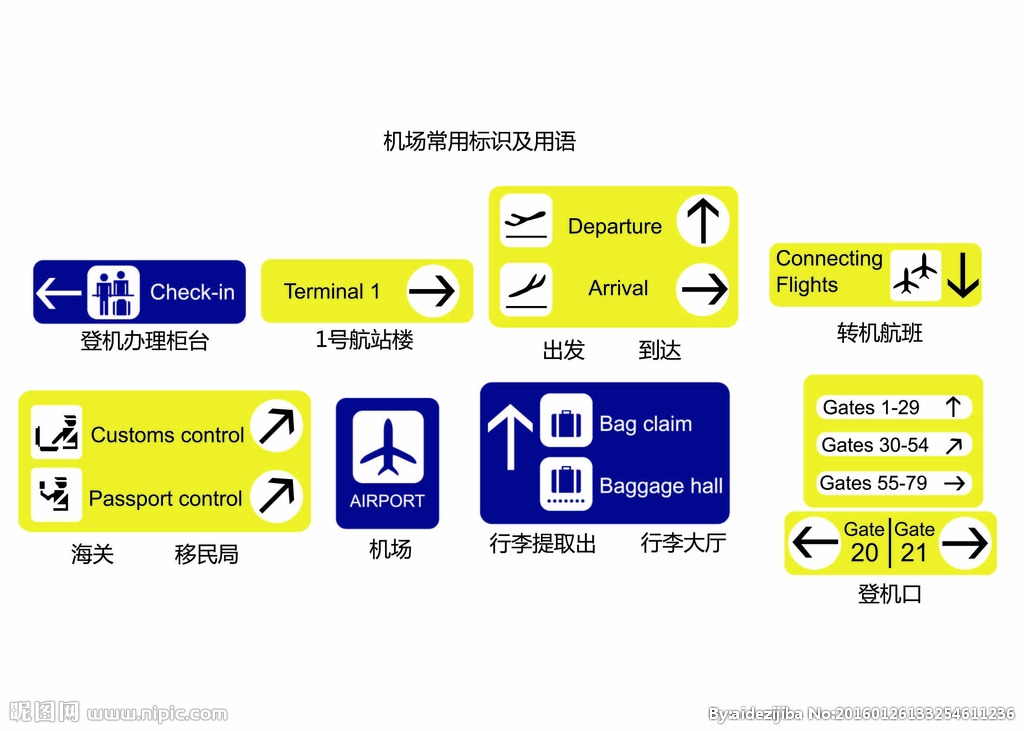 机场常用标识及用语
Check-in
登机办理柜台
Terminal 1
1号航站楼
Departure
Arrival
出发 到达
Connecting
Flights
转机航班
Customs control
Passport control
海关 移民局
AIRPORT
机场
Bag claim
Baggage hall
行李提取出 行李大厅
Gates 1-29
Gates 30-54
Gates 55-79
Gate Gate
20 21
登机口
昵图网 www.nipic.com
By:aidezijiba No:20160126133254611236